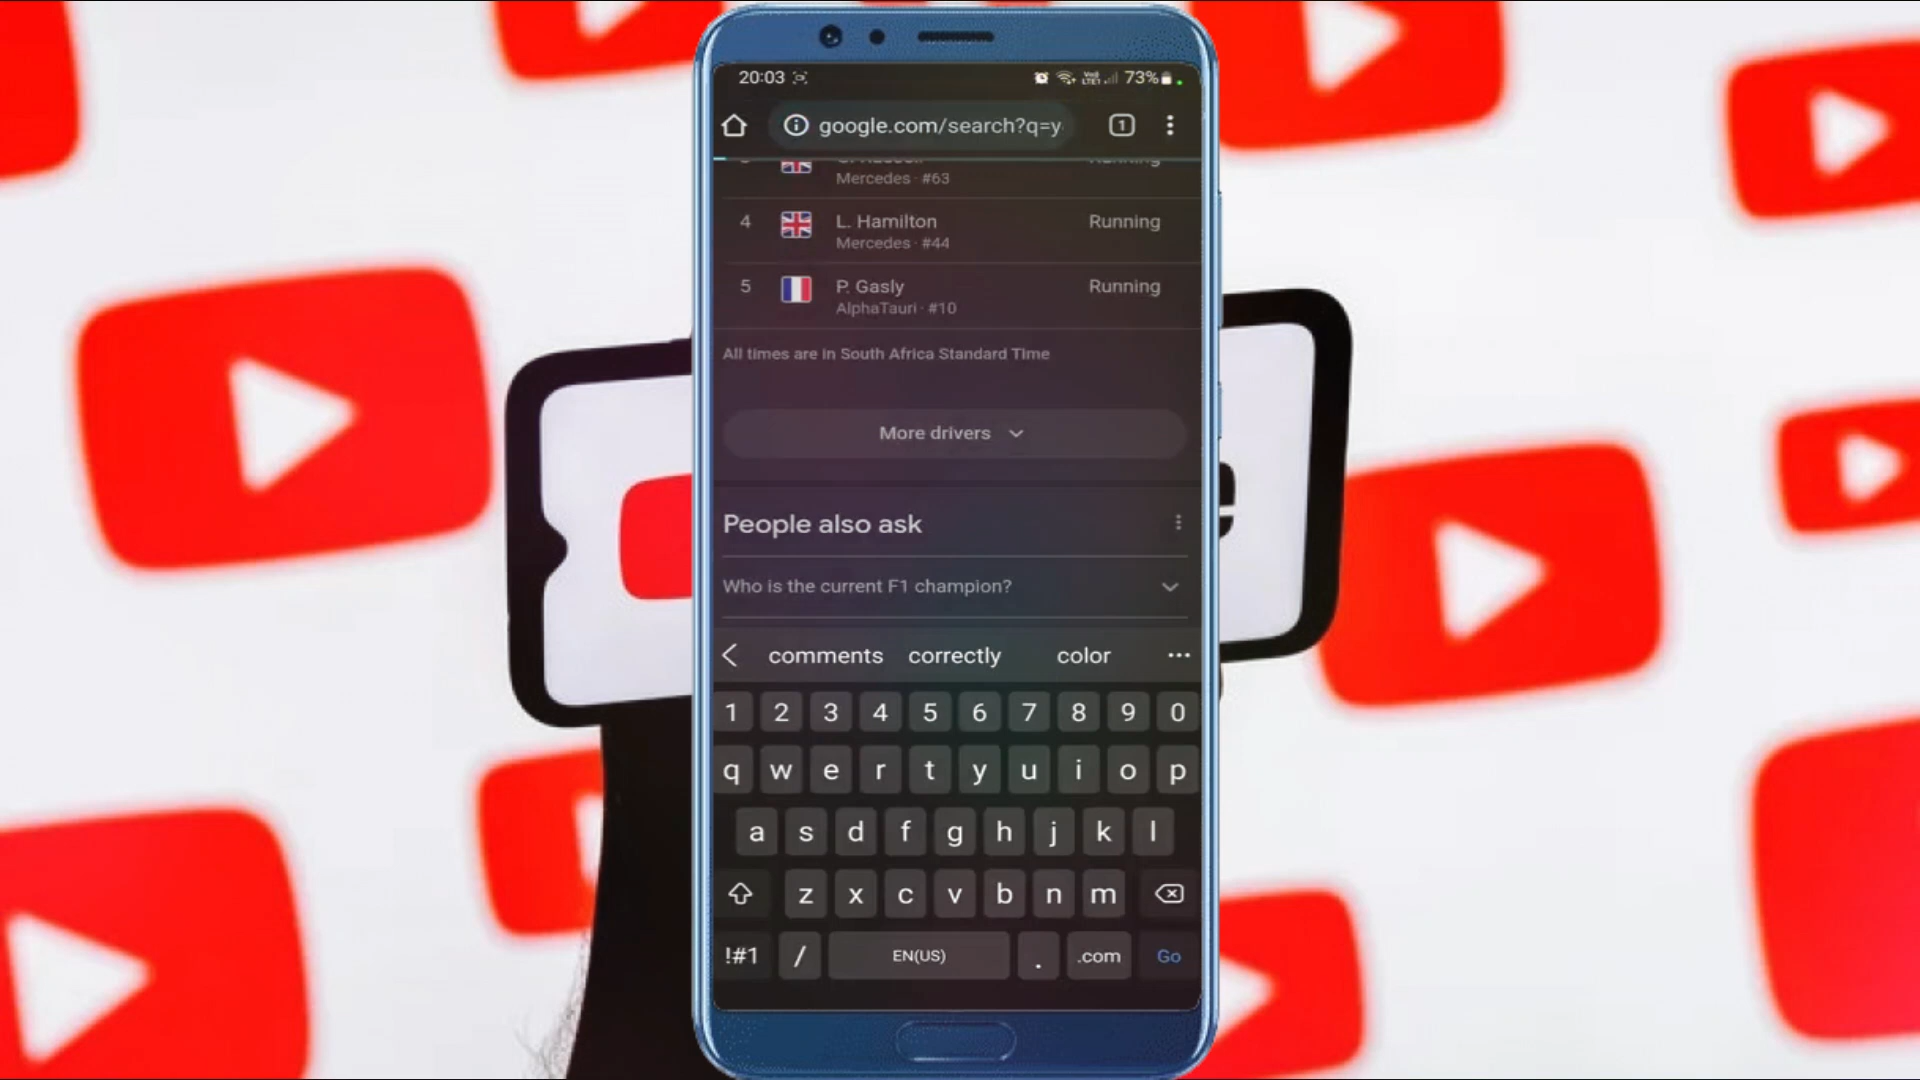 20:03 73%
google.com/search?q=y
1
Mercedes · #63
4 L. Hamilton Running
Mercedes · #44
5 P. Gasly Running
AlphaTauri · #10
All times are in South Africa Standard Time
More drivers
People also ask
Who is the current F1 champion?
comments correctly color
1 2 3 4 5 6 7 8 9 0
q w e r t y u i o p
a s d f g h j k l
z x c v b n m
!#1 / EN(US) . .com Go
e